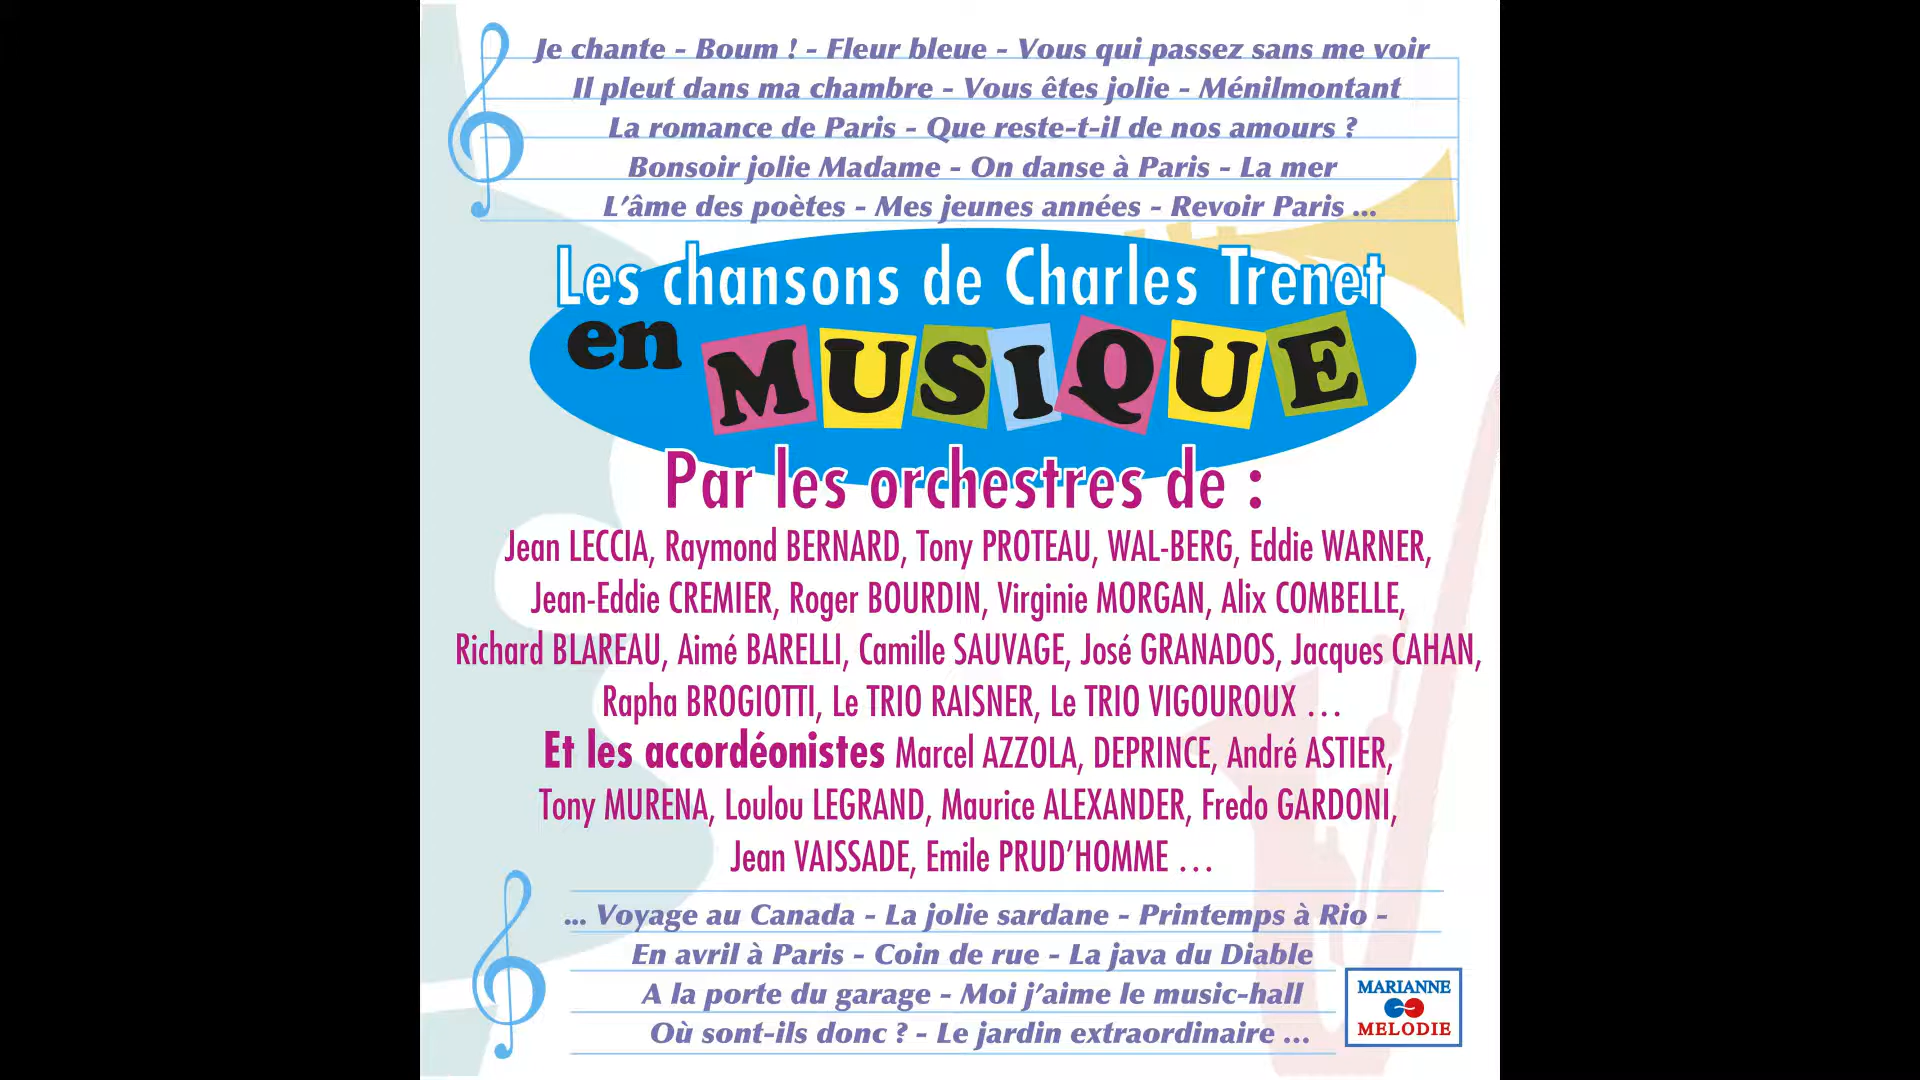 Je chante - Boum ! - Fleur bleue - Vous qui passez sans me voir
Il pleut dans ma chambre - Vous êtes jolie - Ménilmontant
La romance de Paris - Que reste-t-il de nos amours ?
Bonsoir jolie Madame - On danse à Paris - La mer
L’âme des poètes - Mes jeunes années - Revoir Paris ...
Les chansons de Charles Trenet
en MUSIQUE
Par les orchestres de :
Jean LECCIA, Raymond BERNARD, Tony PROTEAU, WAL-BERG, Eddie WARNER,
Jean-Eddie CREMIER, Roger BOURDIN, Virginie MORGAN, Alix COMBELLE,
Richard BLAREAU, Aimé BARELLI, Camille SAUVAGE, José GRANADOS, Jacques CAHAN,
Rapha BROGIOTTI, Le TRIO RAISNER, Le TRIO VIGOUROUX …
Et les accordéonistes Marcel AZZOLA, DEPRINCE, André ASTIER,
Tony MURENA, Loulou LEGRAND, Maurice ALEXANDER, Fredo GARDONI,
Jean VAISSADE, Emile PRUD’HOMME …
... Voyage au Canada - La jolie sardane - Printemps à Rio -
En avril à Paris - Coin de rue - La java du Diable
A la porte du garage - Moi j’aime le music-hall
Où sont-ils donc ? - Le jardin extraordinaire ...
MARIANNE
MELODIE